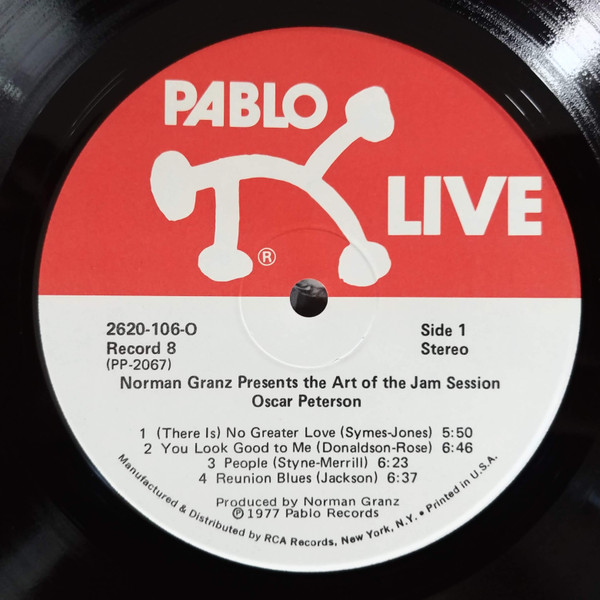 PABLO
LIVE
®
2620-106-O Side 1
Record 8 Stereo
(PP-2067)
Norman Granz Presents the Art of the Jam Session
Oscar Peterson
1 (There Is) No Greater Love (Symes-Jones) 5:50
2 You Look Good to Me (Donaldson-Rose) 6:46
3 People (Styne-Merrill) 6:23
4 Reunion Blues (Jackson) 6:37
Produced by Norman Granz
℗ 1977 Pablo Records
Manufactured & Distributed by RCA Records, New York, N.Y. • Printed in U.S.A.